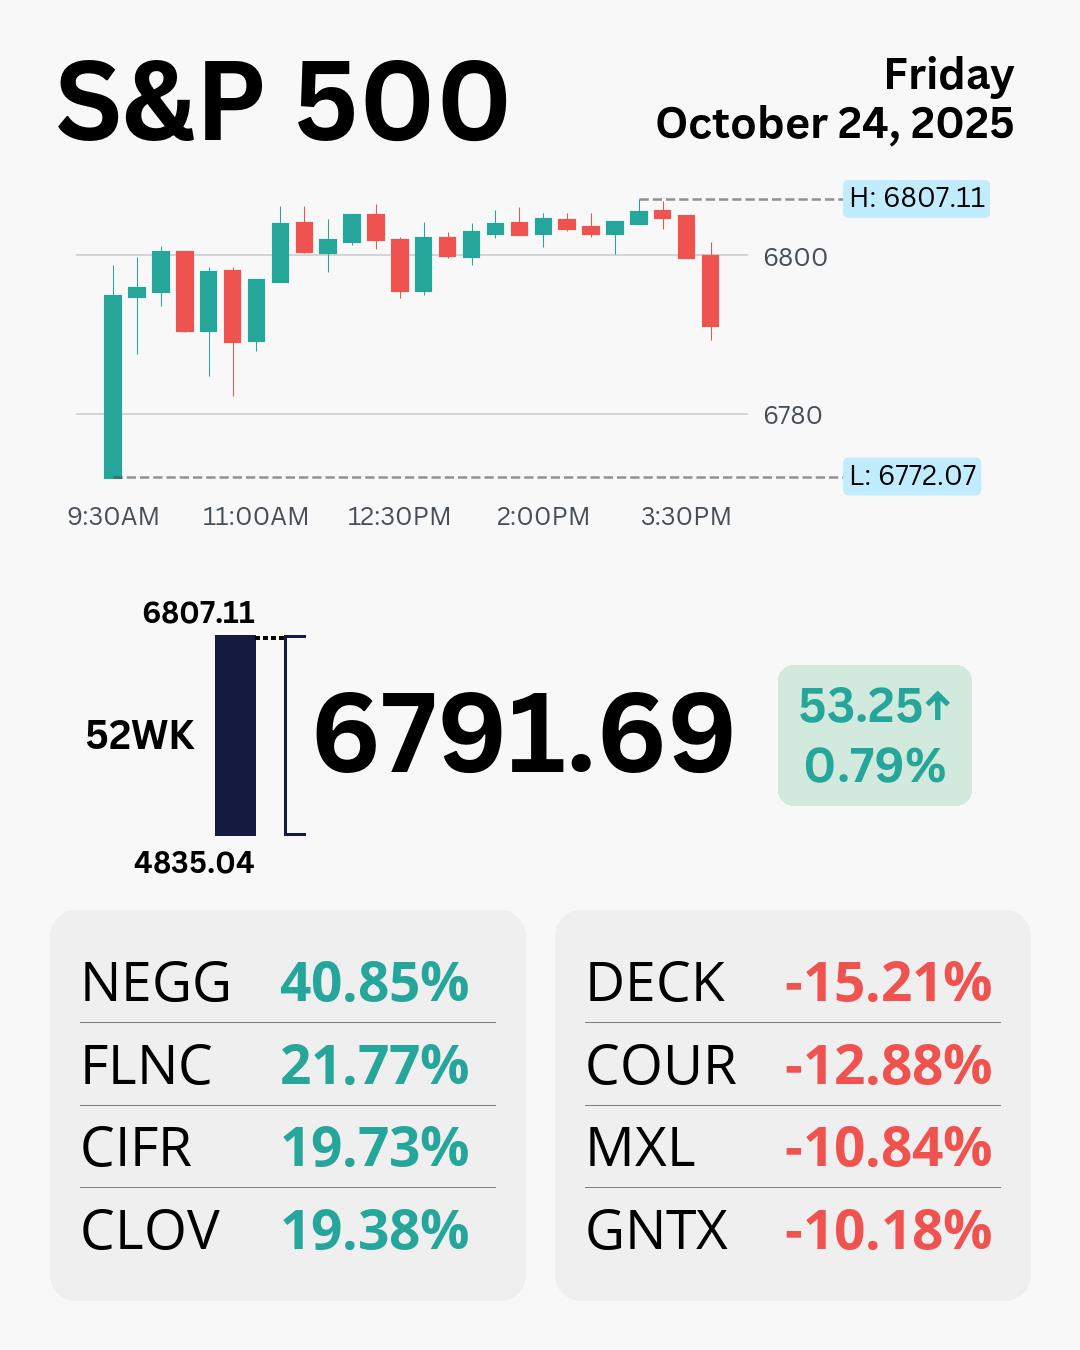 S&P 500
Friday
October 24, 2025
H: 6807.11
6800
6780
L: 6772.07
9:30AM 11:00AM 12:30PM 2:00PM 3:30PM
6807.11
52WK
4835.04
6791.69
53.25↑
0.79%
NEGG 40.85%
FLNC 21.77%
CIFR 19.73%
CLOV 19.38%
DECK -15.21%
COUR -12.88%
MXL -10.84%
GNTX -10.18%